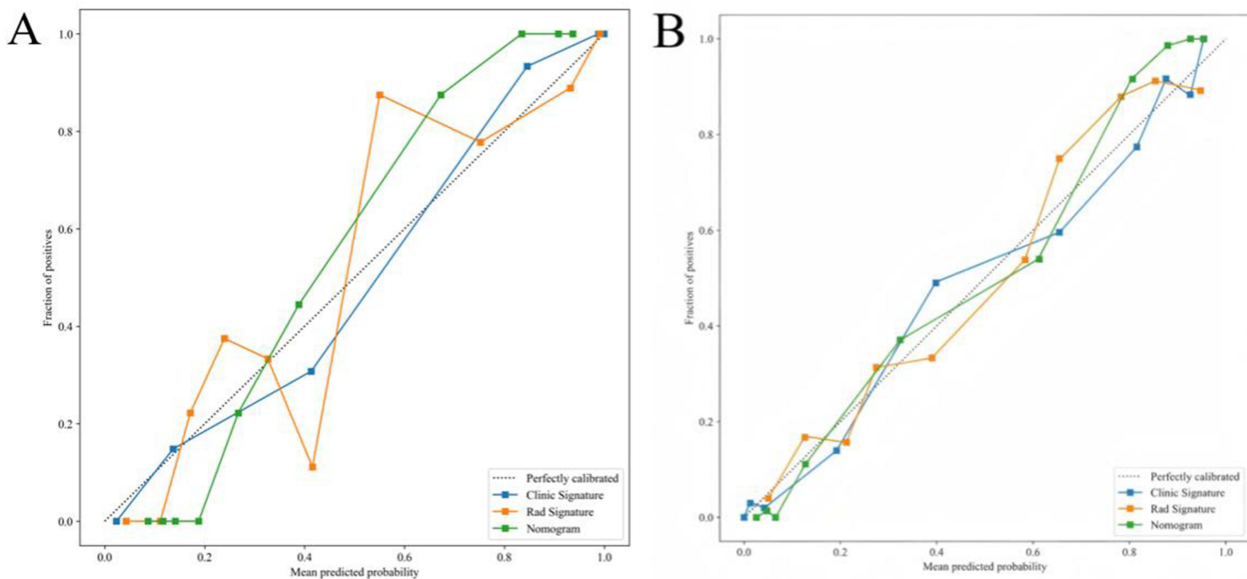 A
1.0
0.8
0.6
0.4
0.2
0.0
Fraction of positives
0.0 0.2 0.4 0.6 0.8 1.0
Mean predicted probability
Perfectly calibrated
Clinic Signature
Rad Signature
Nomogram
B
1.0
0.8
0.6
0.4
0.2
0.0
Fraction of positives
0.0 0.2 0.4 0.6 0.8 1.0
Mean predicted probability
Perfectly calibrated
Clinic Signature
Rad Signature
Nomogram